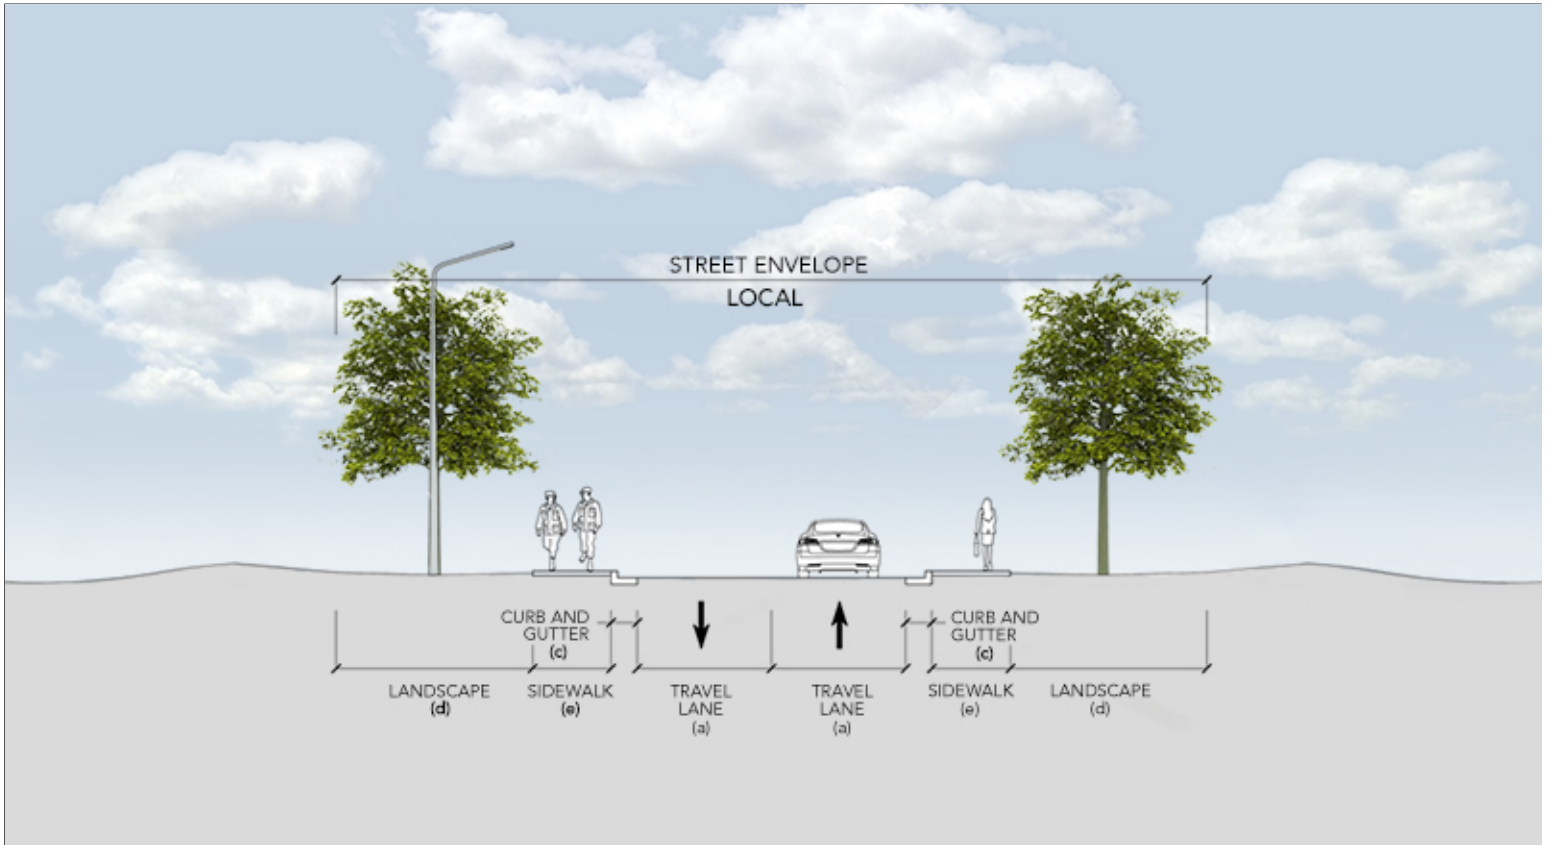 STREET ENVELOPE
LOCAL
CURB AND
GUTTER
(c)
CURB AND
GUTTER
(c)
LANDSCAPE
(d)
SIDEWALK
(e)
TRAVEL
LANE
(a)
TRAVEL
LANE
(a)
SIDEWALK
(e)
LANDSCAPE
(d)